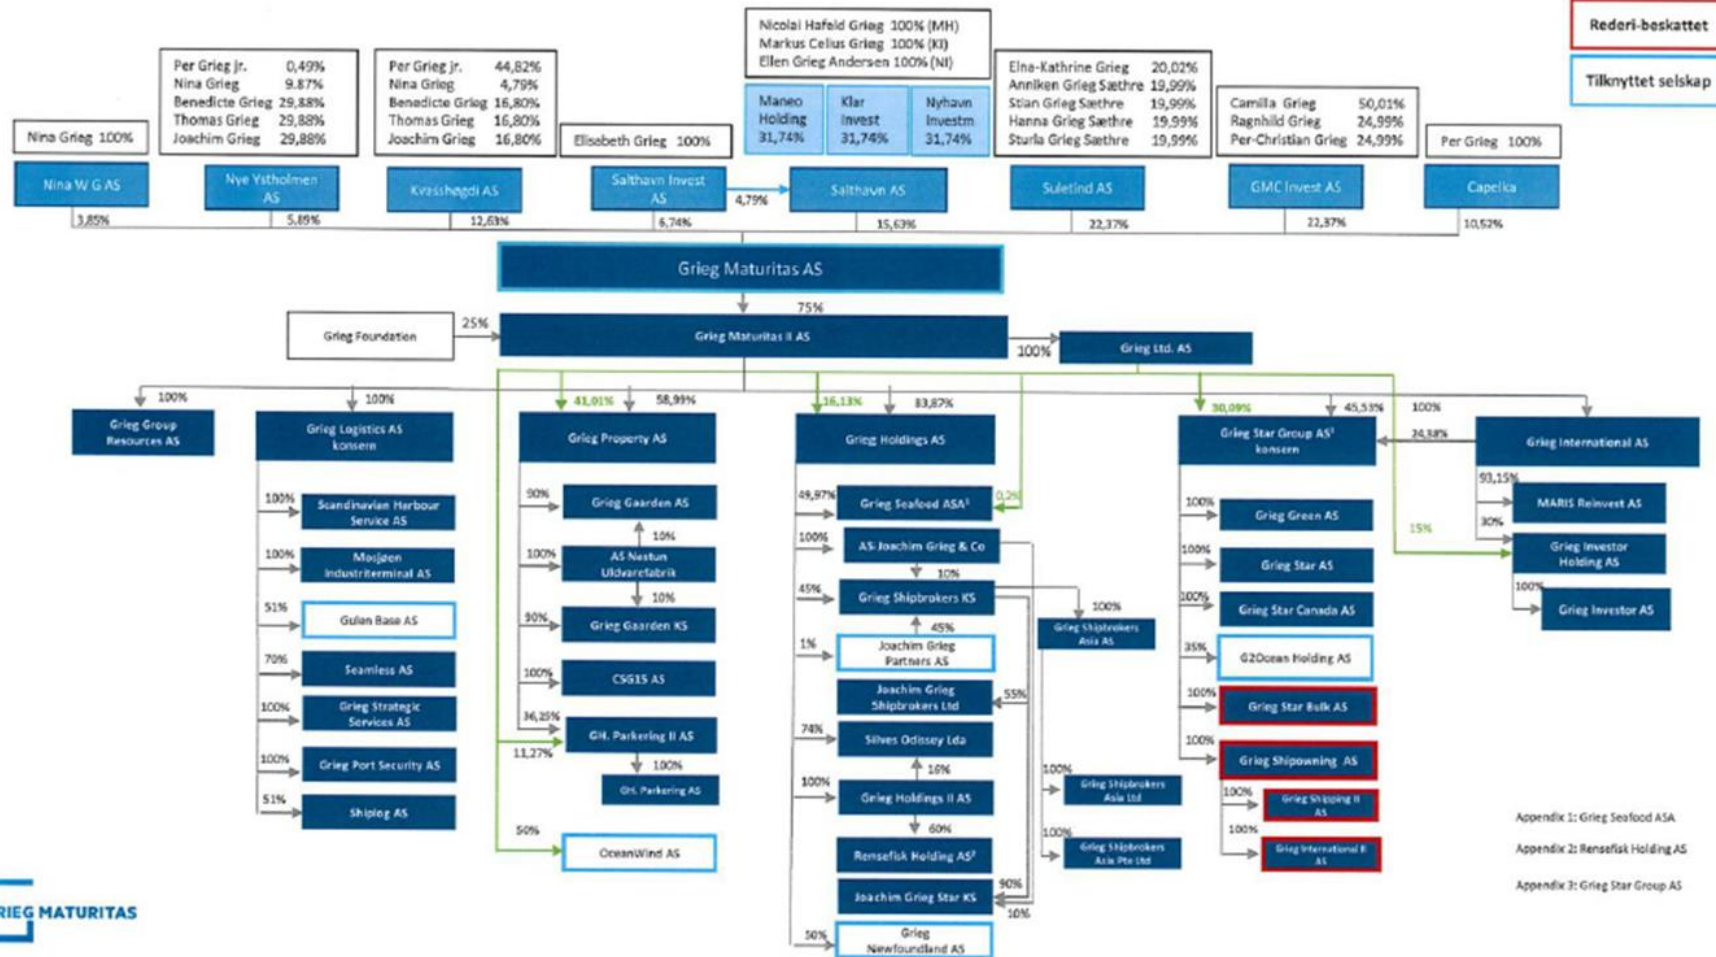 Nicolai Hafeld Grieg 100% (MH)
Markus Celius Grieg 100% (KI)
Ellen Grieg Andersen 100% (NI)
Rederi-beskattet
Tilknyttet selskap
Nina Grieg 100%
Per Grieg jr. 0,49%
Nina Grieg 9.87%
Benedicte Grieg 29,88%
Thomas Grieg 29,88%
Joachim Grieg 29,88%
Per Grieg jr. 44,82%
Nina Grieg 4,79%
Benedicte Grieg 16,80%
Thomas Grieg 16,80%
Joachim Grieg 16,80%
Elisabeth Grieg 100%
Maneo
Holding
31,74%
Klar
Invest
31,74%
Nyhavn
Investm
31,74%
Elna-Kathrine Grieg 20,02%
Anniken Grieg Sæthre 19,99%
Stian Grieg Sæthre 19,99%
Hanna Grieg Sæthre 19,99%
Sturla Grieg Sæthre 19,99%
Camilla Grieg 50,01%
Ragnhild Grieg 24,99%
Per-Christian Grieg 24,99%
Per Grieg 100%
Nina W G AS
Nye Ystholmen
AS
Kvasshøgdi AS
Salthavn Invest
AS
4,79%
Salthavn AS
Suletind AS
GMC Invest AS
Capelka
3,85%
5,89%
12,63%
6,74%
15,63%
22,37%
22,37%
10,52%
Grieg Maturitas AS
75%
Grieg Foundation
25%
Grieg Maturitas II AS
100%
Grieg Ltd. AS
100%
100%
41,01%
58,99%
16,13%
83,87%
30,09%
45,53%
100%
Grieg Group
Resources AS
Grieg Logistics AS
konsern
Grieg Property AS
Grieg Holdings AS
Grieg Star Group AS³
konsern
24,38%
Grieg International AS
100%
Scandinavian Harbour
Service AS
100%
Mosjøen
Industriterminal AS
51%
Gulen Base AS
70%
Seamless AS
100%
Grieg Strategic
Services AS
100%
Grieg Port Security AS
51%
Shiplog AS
90%
Grieg Gaarden AS
10%
100%
AS Nestun
Uldvarefabrik
10%
90%
Grieg Gaarden KS
100%
CSG15 AS
36,25%
GH. Parkering II AS
11,27%
100%
GH. Parkering AS
50%
OceanWind AS
49,97%
Grieg Seafood ASA¹
0,2%
100%
AS Joachim Grieg & Co
10%
45%
Grieg Shipbrokers KS
45%
1%
Joachim Grieg
Partners AS
Joachim Grieg
Shipbrokers Ltd
55%
74%
Silves Odissey Lda
16%
100%
Grieg Holdings II AS
60%
Rensefisk Holding AS²
Joachim Grieg Star KS
90%
10%
50%
Grieg
Newfoundland AS
100%
Grieg Shipbrokers
Asia AS
100%
Grieg Shipbrokers
Asia Ltd
100%
Grieg Shipbrokers
Asia Pte Ltd
100%
Grieg Green AS
100%
Grieg Star AS
100%
Grieg Star Canada AS
35%
G2Ocean Holding AS
100%
Grieg Star Bulk AS
100%
Grieg Shipowning AS
100%
Grieg Shipping II
AS
100%
Grieg International II
AS
93,15%
MARIS Reinvest AS
30%
15%
Grieg Investor
Holding AS
100%
Grieg Investor AS
Appendix 1: Grieg Seafood ASA
Appendix 2: Rensefisk Holding AS
Appendix 3: Grieg Star Group AS
RIEG MATURITAS